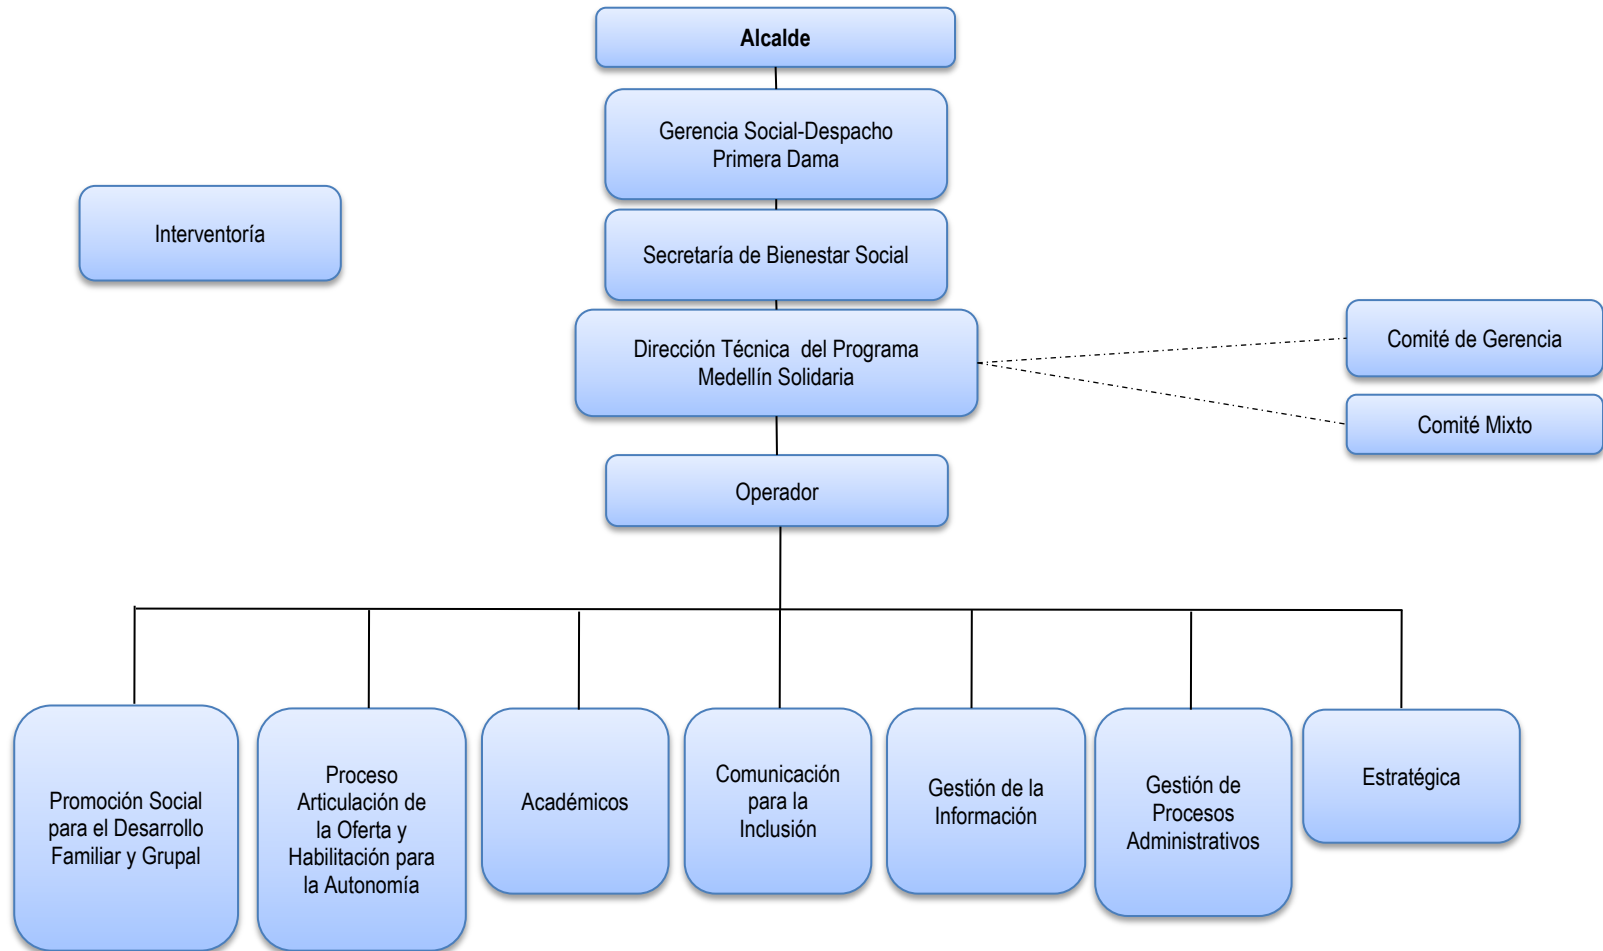 Alcalde
Gerencia Social-Despacho
Primera Dama
Interventoría
Secretaría de Bienestar Social
Dirección Técnica del Programa
Medellín Solidaria
Comité de Gerencia
Comité Mixto
Operador
Promoción Social
para el Desarrollo
Familiar y Grupal
Proceso
Articulación de
la Oferta y
Habilitación para
la Autonomía
Académicos
Comunicación
para la
Inclusión
Gestión de la
Información
Gestión de
Procesos
Administrativos
Estratégica